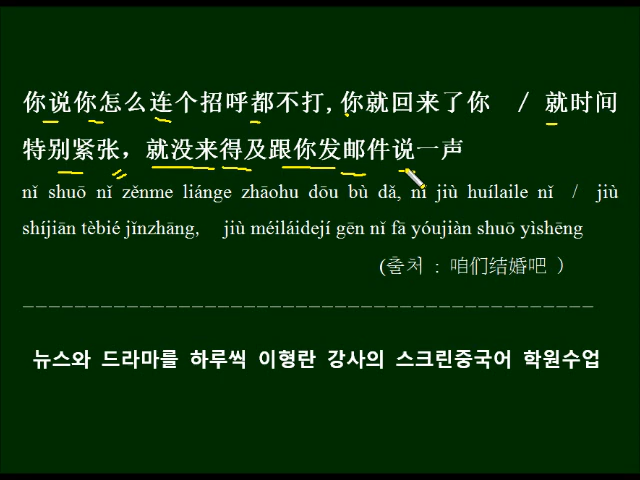 你说你怎么连个招呼都不打, 你就回来了你 / 就时间
特别紧张，就没来得及跟你发邮件说一声
nǐ shuō nǐ zěnme liánge zhāohu dōu bù dǎ, nǐ jiù huílaile nǐ / jiù
shíjiān tèbié jǐnzhāng, jiù méiláidejí gēn nǐ fā yóujiàn shuo yìshēng
(출처 : 咱们结婚吧 )
뉴스와 드라마를 하루씩 이형란 강사의 스크린중국어 학원수업